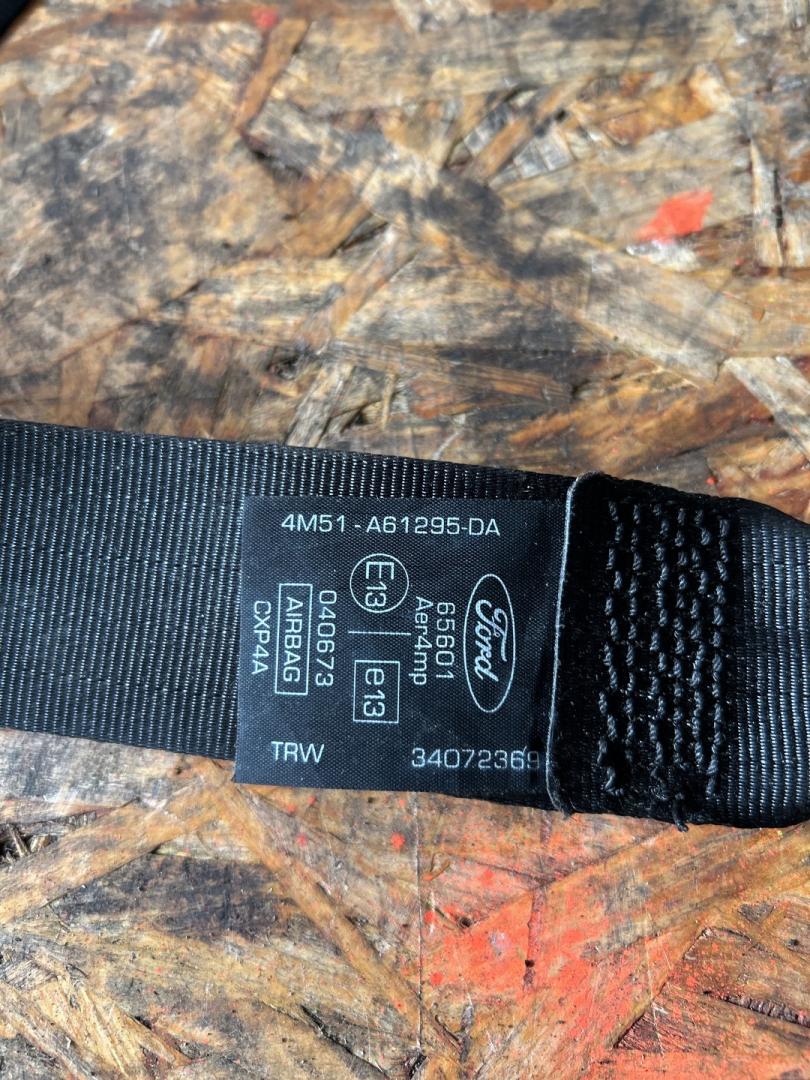 4M51 - A61295-DA
Ford
65601
Aer4mp
E13
e13
040673
AIRBAG
CXP4A
TRW
34072369